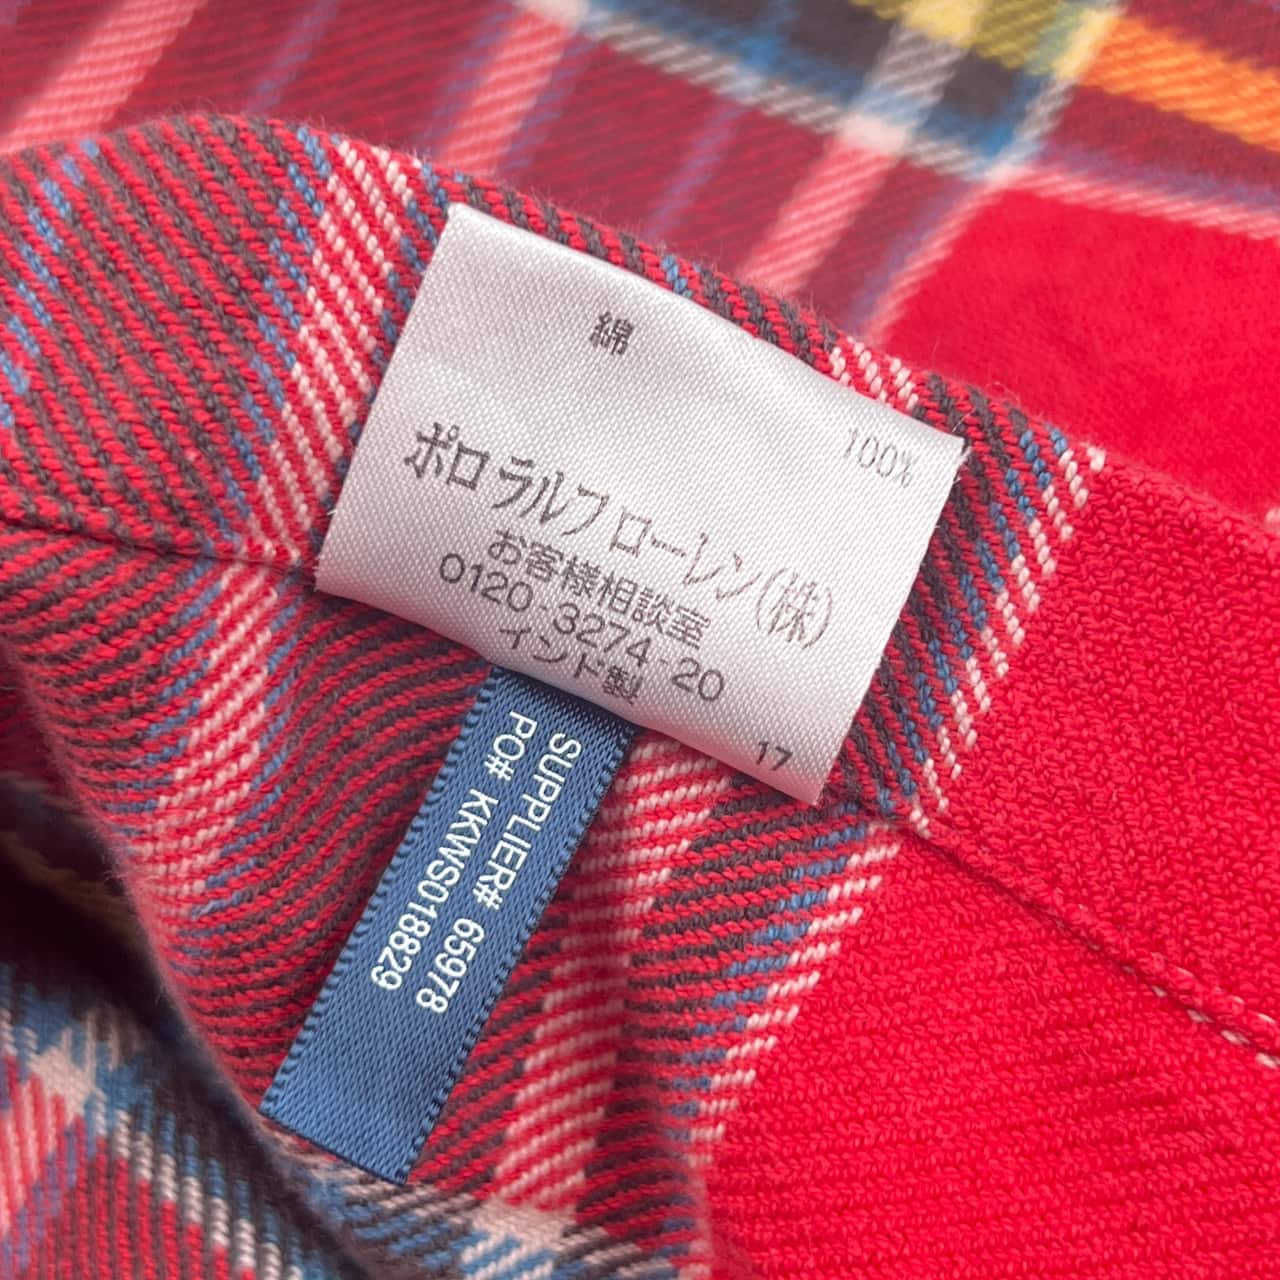 綿 100%
ポロ ラルフ ローレン(株)
お客様相談室
0120-3274-20
インド製
17
SUPPLIER# 65978
PO# KKWS018829